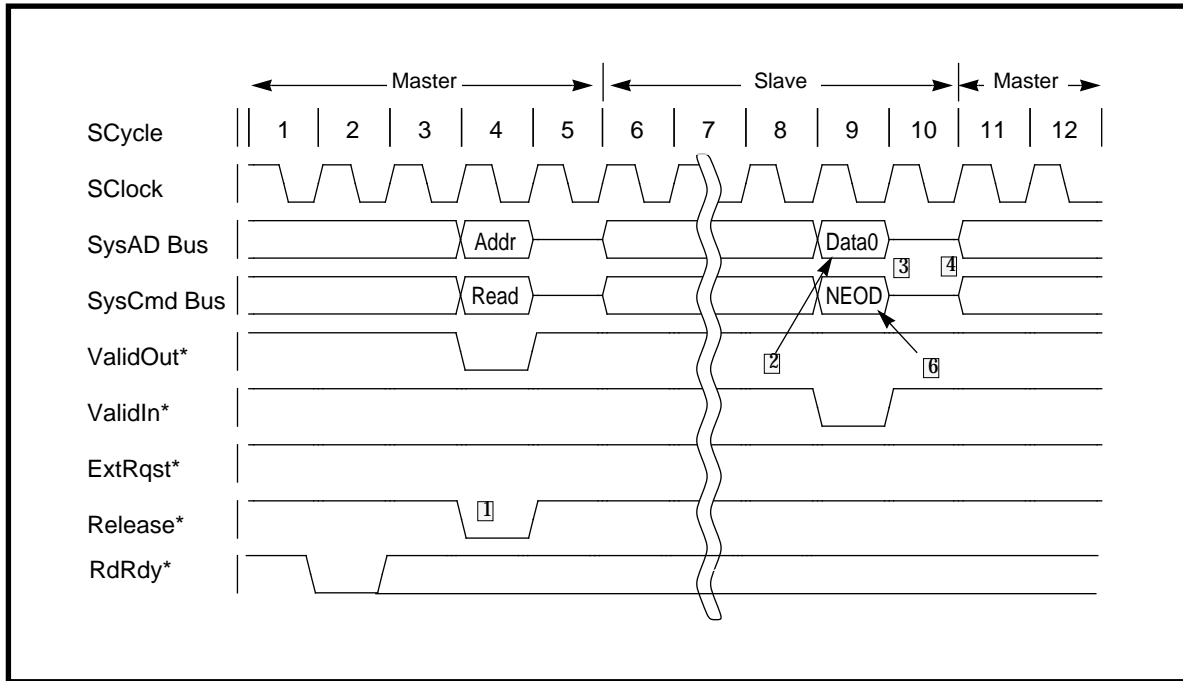 Master Slave Master
SCycle 1 2 3 4 5 6 7 8 9 10 11 12
SClock
SysAD Bus Addr Data0
3 4
SysCmd Bus Read NEOD
ValidOut*
2 6
ValidIn*
ExtRqst*
1
Release*
RdRdy*